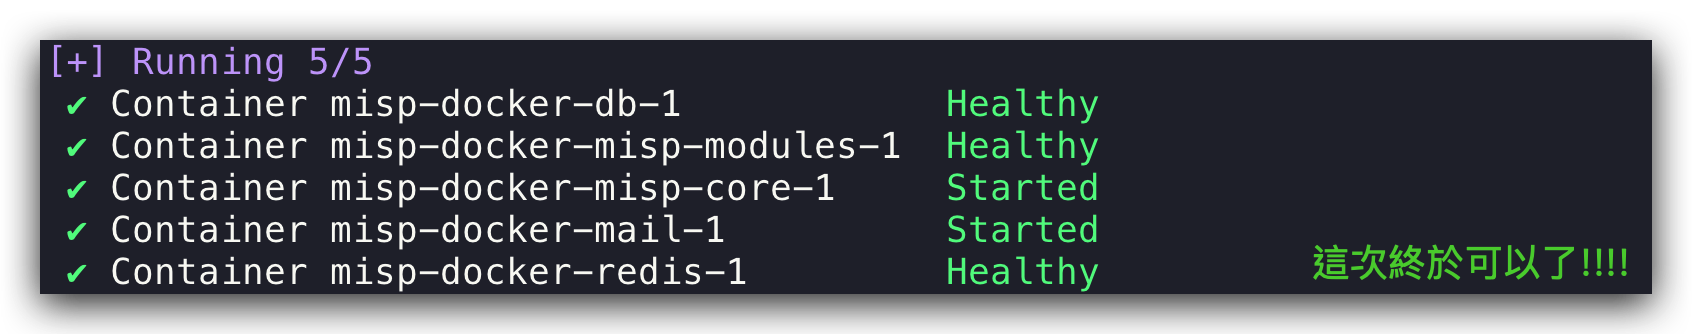 [+] Running 5/5
✔ Container misp-docker-db-1 Healthy
✔ Container misp-docker-misp-modules-1 Healthy
✔ Container misp-docker-misp-core-1 Started
✔ Container misp-docker-mail-1 Started
✔ Container misp-docker-redis-1 Healthy
這次終於可以了!!!!